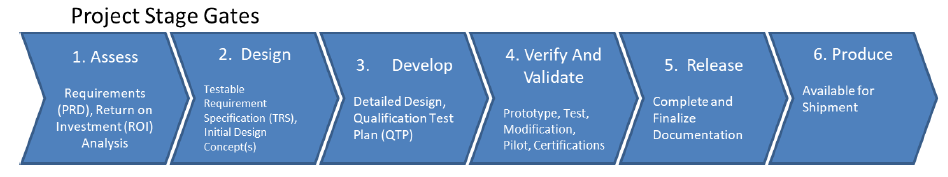 Project Stage Gates
1. Assess
Requirements
(PRD), Return on
Investment (ROI)
Analysis
2. Design
Testable
Requirement
Specification (TRS),
Initial Design
Concept(s)
3. Develop
Detailed Design,
Qualification Test
Plan (QTP)
4. Verify And
Validate
Prototype, Test,
Modification,
Pilot, Certifications
5. Release
Complete and
Finalize
Documentation
6. Produce
Available for
Shipment